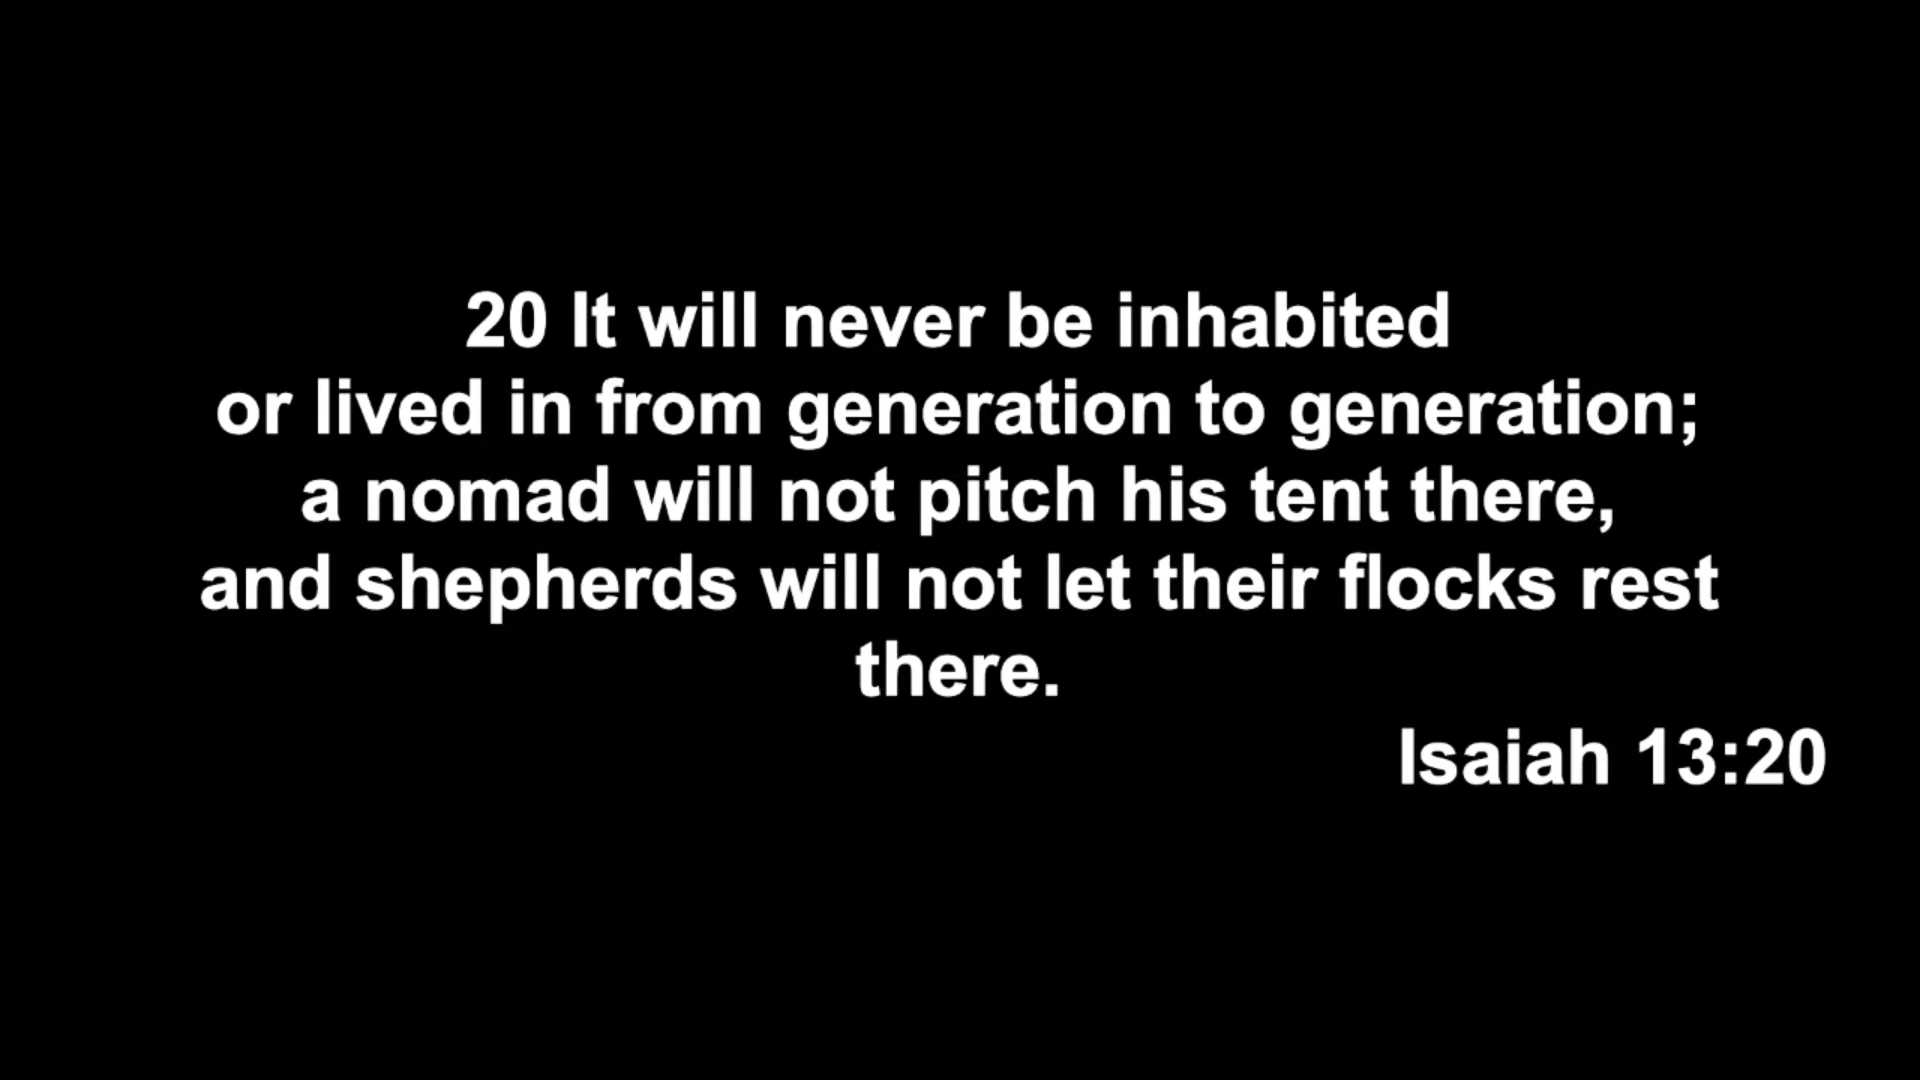 20 It will never be inhabited
or lived in from generation to generation;
a nomad will not pitch his tent there,
and shepherds will not let their flocks rest
there.
Isaiah 13:20